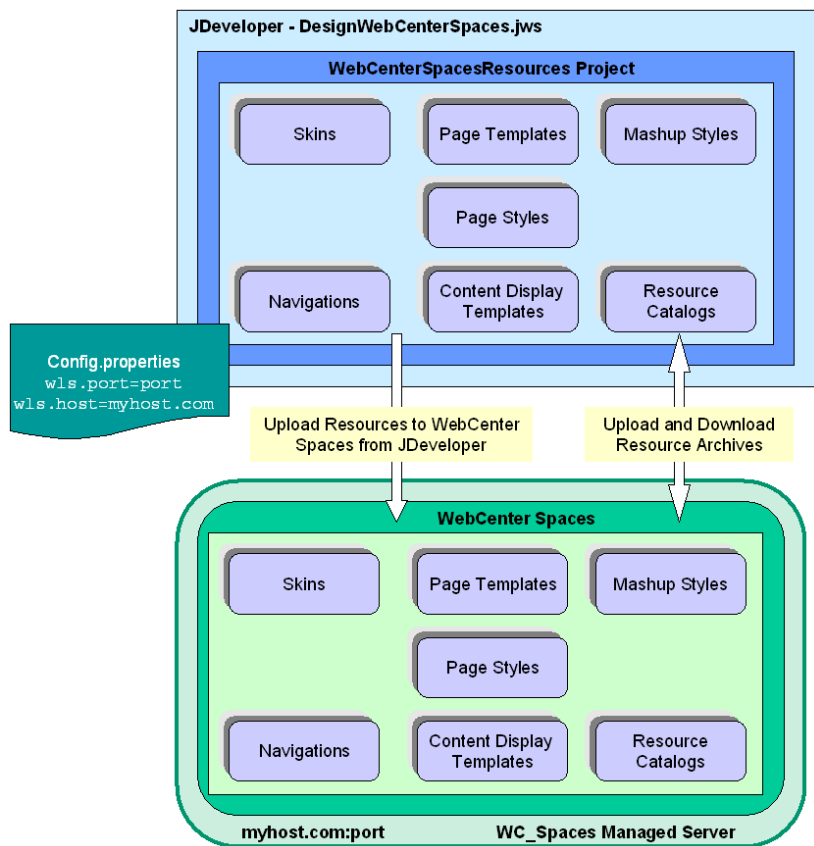 JDeveloper - DesignWebCenterSpaces.jws
WebCenterSpacesResources Project
Skins
Page Templates
Mashup Styles
Page Styles
Navigations
Content Display
Templates
Resource
Catalogs
Config.properties
wls.port=port
wls.host=myhost.com
Upload Resources to WebCenter
Spaces from JDeveloper
Upload and Download
Resource Archives
WebCenter Spaces
Skins
Page Templates
Mashup Styles
Page Styles
Navigations
Content Display
Templates
Resource
Catalogs
myhost.com:port
WC_Spaces Managed Server